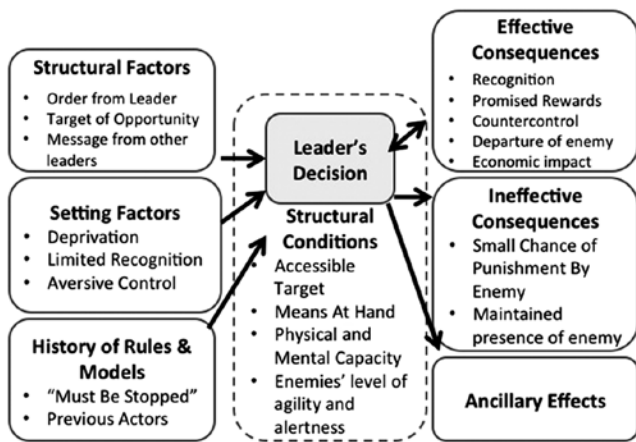 Structural Factors
• Order from Leader
• Target of Opportunity
• Message from other
leaders
Setting Factors
• Deprivation
• Limited Recognition
• Aversive Control
History of Rules &
Models
• “Must Be Stopped”
• Previous Actors
Leader’s
Decision
Structural
Conditions
• Accessible
Target
• Means At Hand
• Physical and
Mental Capacity
• Enemies’ level of
agility and
alertness
Effective
Consequences
• Recognition
• Promised Rewards
• Countercontrol
• Departure of enemy
• Economic impact
Ineffective
Consequences
• Small Chance of
Punishment By
Enemy
• Maintained
presence of enemy
Ancillary Effects